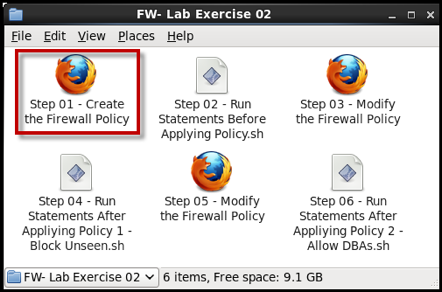 FW- Lab Exercise 02
File Edit View Places Help
Step 01 - Create
the Firewall Policy
Step 02 - Run
Statements Before
Applying Policy.sh
Step 03 - Modify
the Firewall Policy
Step 04 - Run
Statements After
Appliying Policy 1 -
Block Unseen.sh
Step 05 - Modify
the Firewall Policy
Step 06 - Run
Statements After
Applying Policy 2 -
Allow DBAs.sh
FW- Lab Exercise 02 6 items, Free space: 9.1 GB